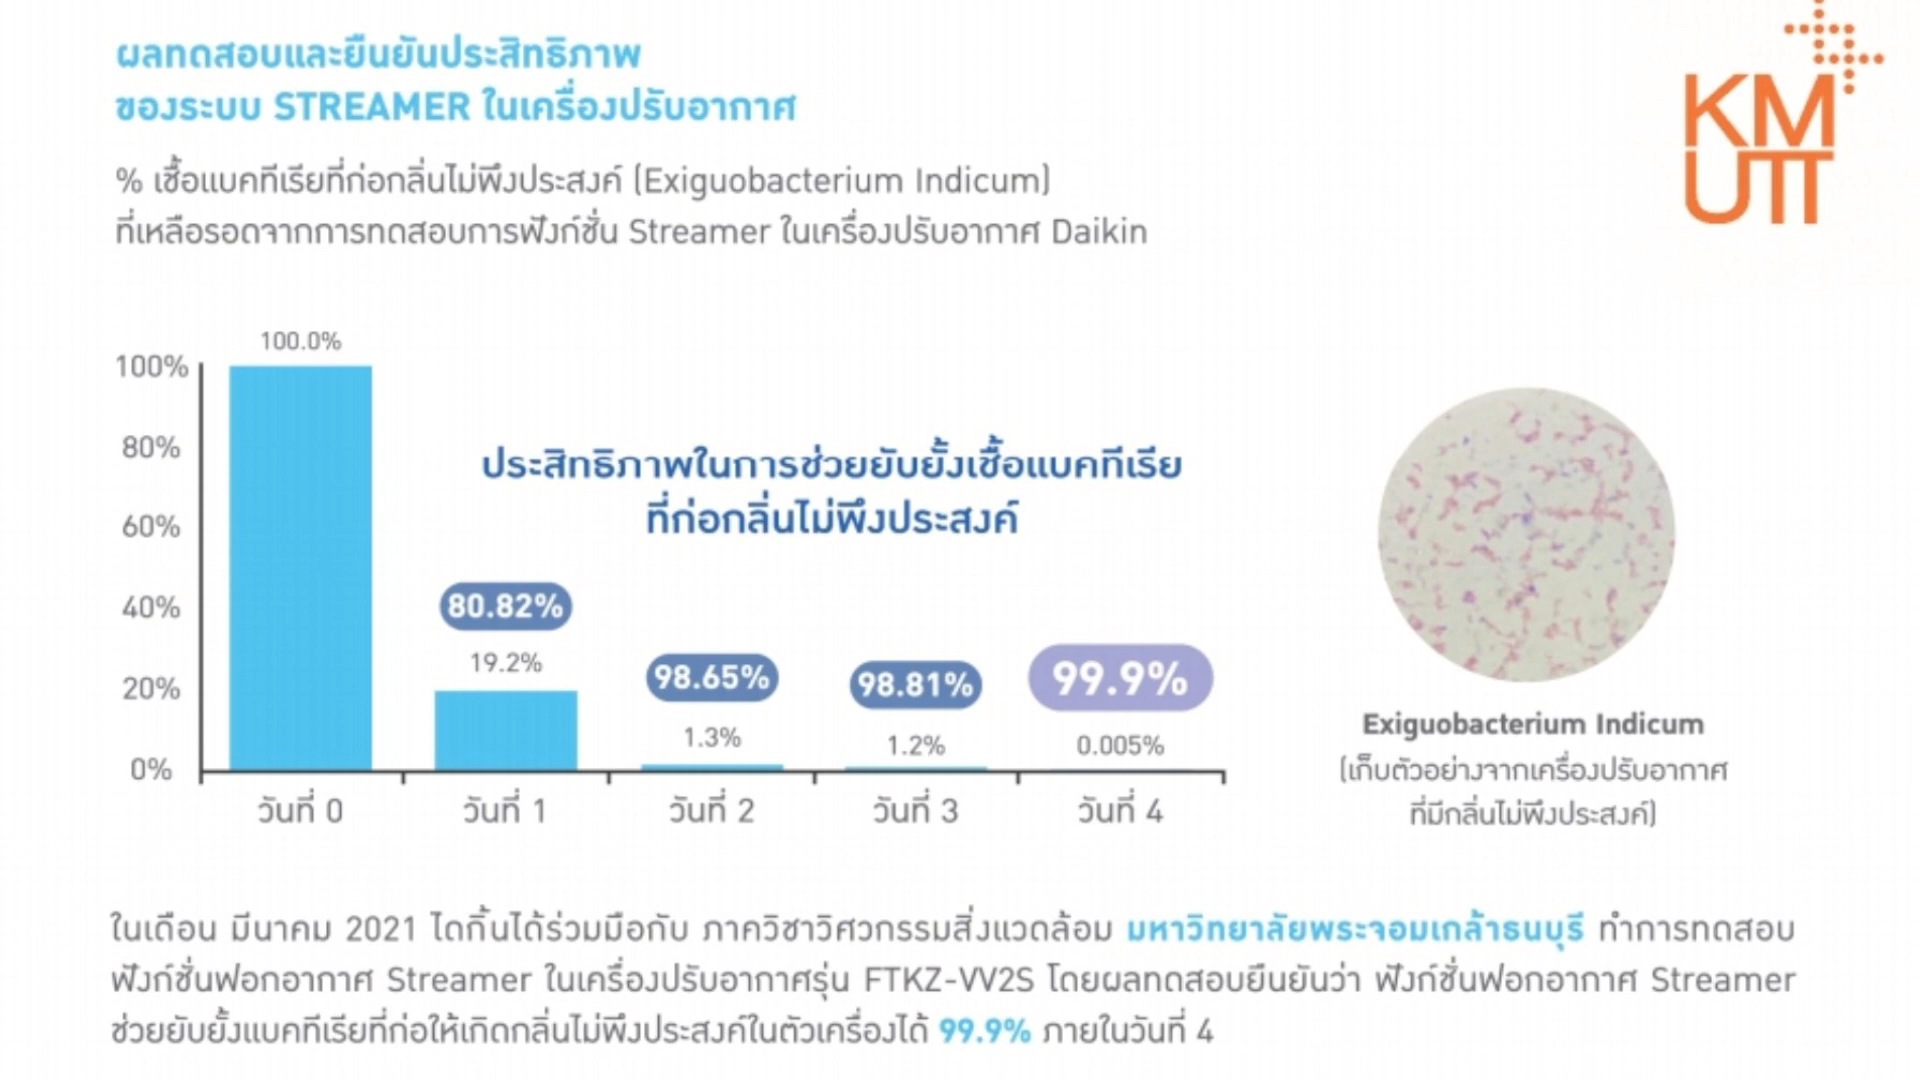 ผลทดสอบและยืนยันประสิทธิภาพ
ของระบบ STREAMER ในเครื่องปรับอากาศ
% เชื้อแบคทีเรียที่ก่อกลิ่นไม่พึงประสงค์ (Exiguobacterium Indicum)
ที่เหลือรอดจากการทดสอบการฟังก์ชั่น Streamer ในเครื่องปรับอากาศ Daikin
KM
UTT
100.0%
100%
80%
60%
40%
20%
0%
ประสิทธิภาพในการช่วยยับยั้งเชื้อแบคทีเรีย
ที่ก่อกลิ่นไม่พึงประสงค์
80.82%
19.2%
98.65%
1.3%
98.81%
1.2%
99.9%
0.005%
วันที่ 0
วันที่ 1
วันที่ 2
วันที่ 3
วันที่ 4
Exiguobacterium Indicum
(เก็บตัวอย่างจากเครื่องปรับอากาศ
ที่มีกลิ่นไม่พึงประสงค์)
ในเดือน มีนาคม 2021 ไดกิ้นได้ร่วมมือกับ ภาควิชาวิศวกรรมสิ่งแวดล้อม มหาวิทยาลัยพระจอมเกล้าธนบุรี ทำการทดสอบ
ฟังก์ชั่นฟอกอากาศ Streamer ในเครื่องปรับอากาศรุ่น FTKZ-VV2S โดยผลทดสอบยืนยันว่า ฟังก์ชั่นฟอกอากาศ Streamer
ช่วยยับยั้งแบคทีเรียที่ก่อให้เกิดกลิ่นไม่พึงประสงค์ในตัวเครื่องได้ 99.9% ภายในวันที่ 4